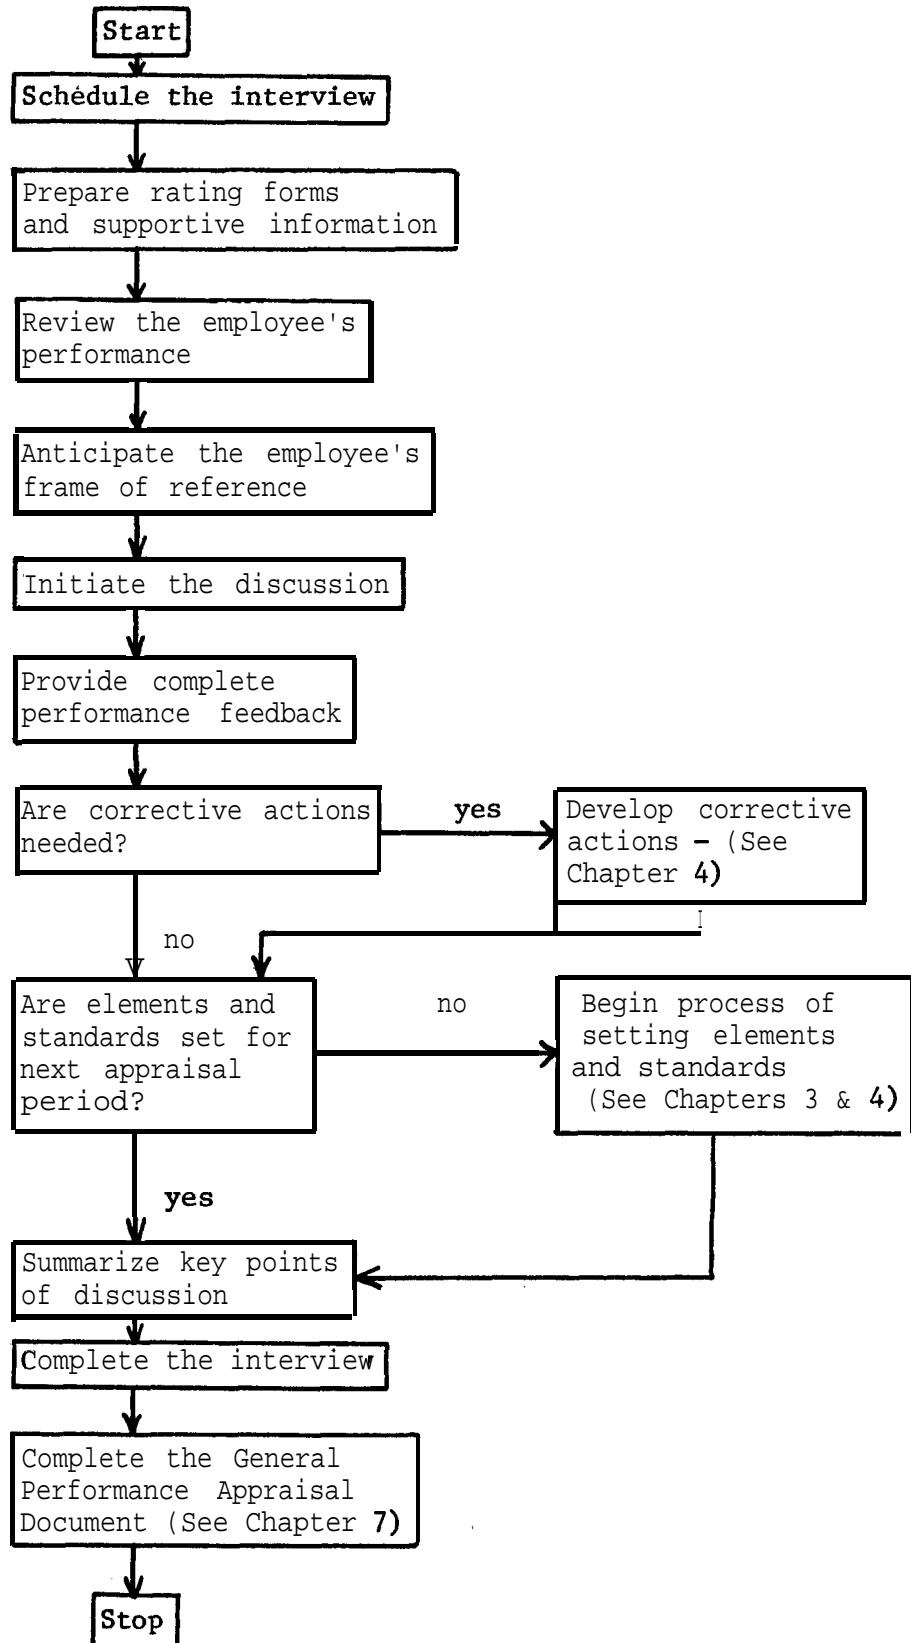 Start
Schedule the interview
Prepare rating forms
and supportive information
Review the employee's
performance
Anticipate the employee's
frame of reference
Initiate the discussion
Provide complete
performance feedback
Are corrective actions
needed?
yes
Develop corrective
actions - (See
Chapter 4)
no
Are elements and
standards set for
next appraisal
period?
no
Begin process of
setting elements
and standards
(See Chapters 3 & 4)
yes
Summarize key points
of discussion
Complete the interview
Complete the General
Performance Appraisal
Document (See Chapter 7)
Stop